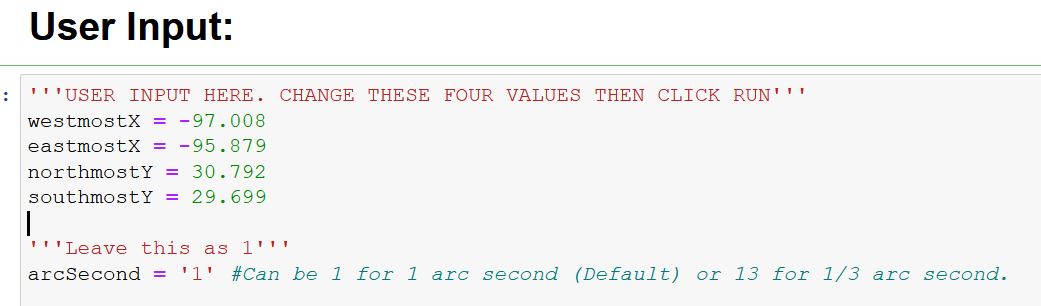 User Input:
:
'''USER INPUT HERE. CHANGE THESE FOUR VALUES THEN CLICK RUN'''
westmostX = -97.008
eastmostX = -95.879
northmostY = 30.792
southmostY = 29.699
'''Leave this as 1'''
arcSecond = '1' #Can be 1 for 1 arc second (Default) or 13 for 1/3 arc second.